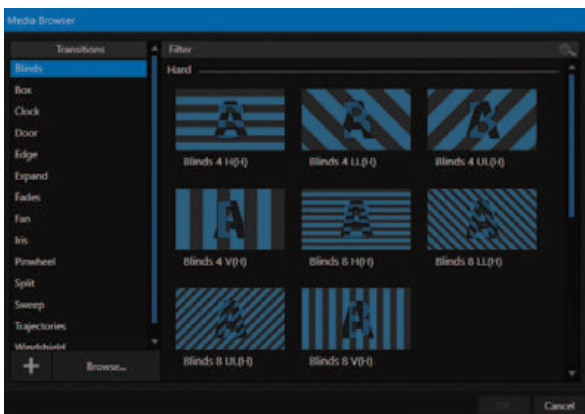 Media Browser
Transitions
Filter
Blinds
Hard
Box
Clock
Door
Edge
Expand
Fades
Fan
Iris
Pinwheel
Split
Sweep
Trajectories
Windshield
Blinds 4 H(H)
Blinds 4 LL(H)
Blinds 4 UL(H)
Blinds 4 V(H)
Blinds 8 H(H)
Blinds 8 LL(H)
Blinds 8 UL(H)
Blinds 8 V(H)
+
Browse...
OK
Cancel